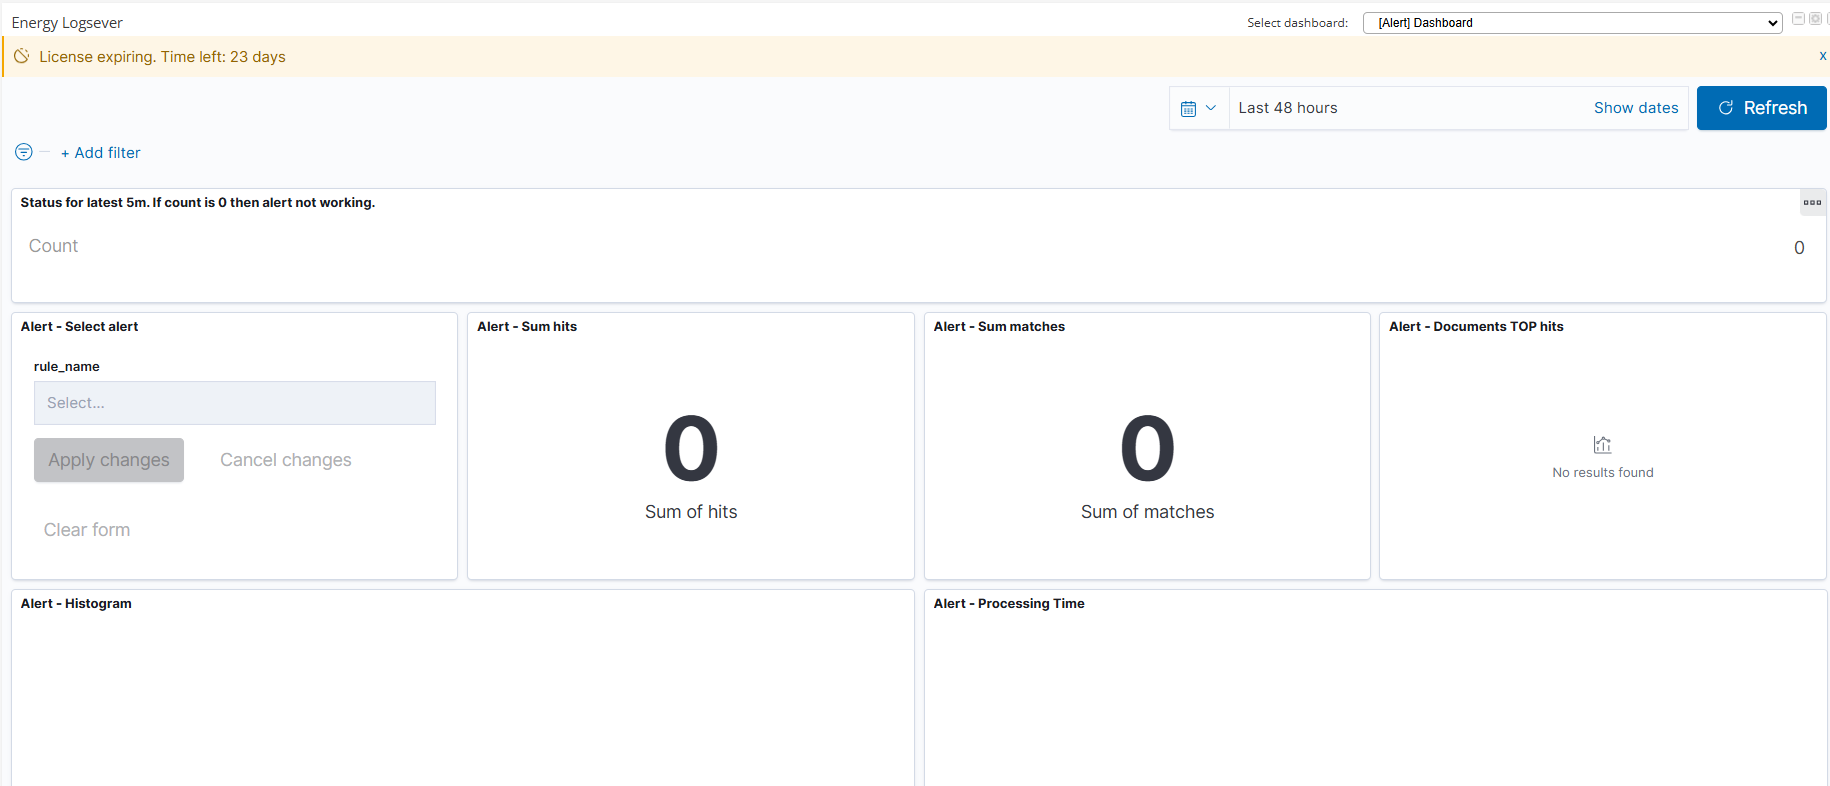 Energy Logsever
Select dashboard: [Alert] Dashboard
License expiring. Time left: 23 days
x
Last 48 hours
Show dates
Refresh
+ Add filter
Status for latest 5m. If count is 0 then alert not working.
Count
0
Alert - Select alert
rule_name
Select...
Apply changes
Cancel changes
Clear form
Alert - Sum hits
0
Sum of hits
Alert - Sum matches
0
Sum of matches
Alert - Documents TOP hits
No results found
Alert - Histogram
Alert - Processing Time